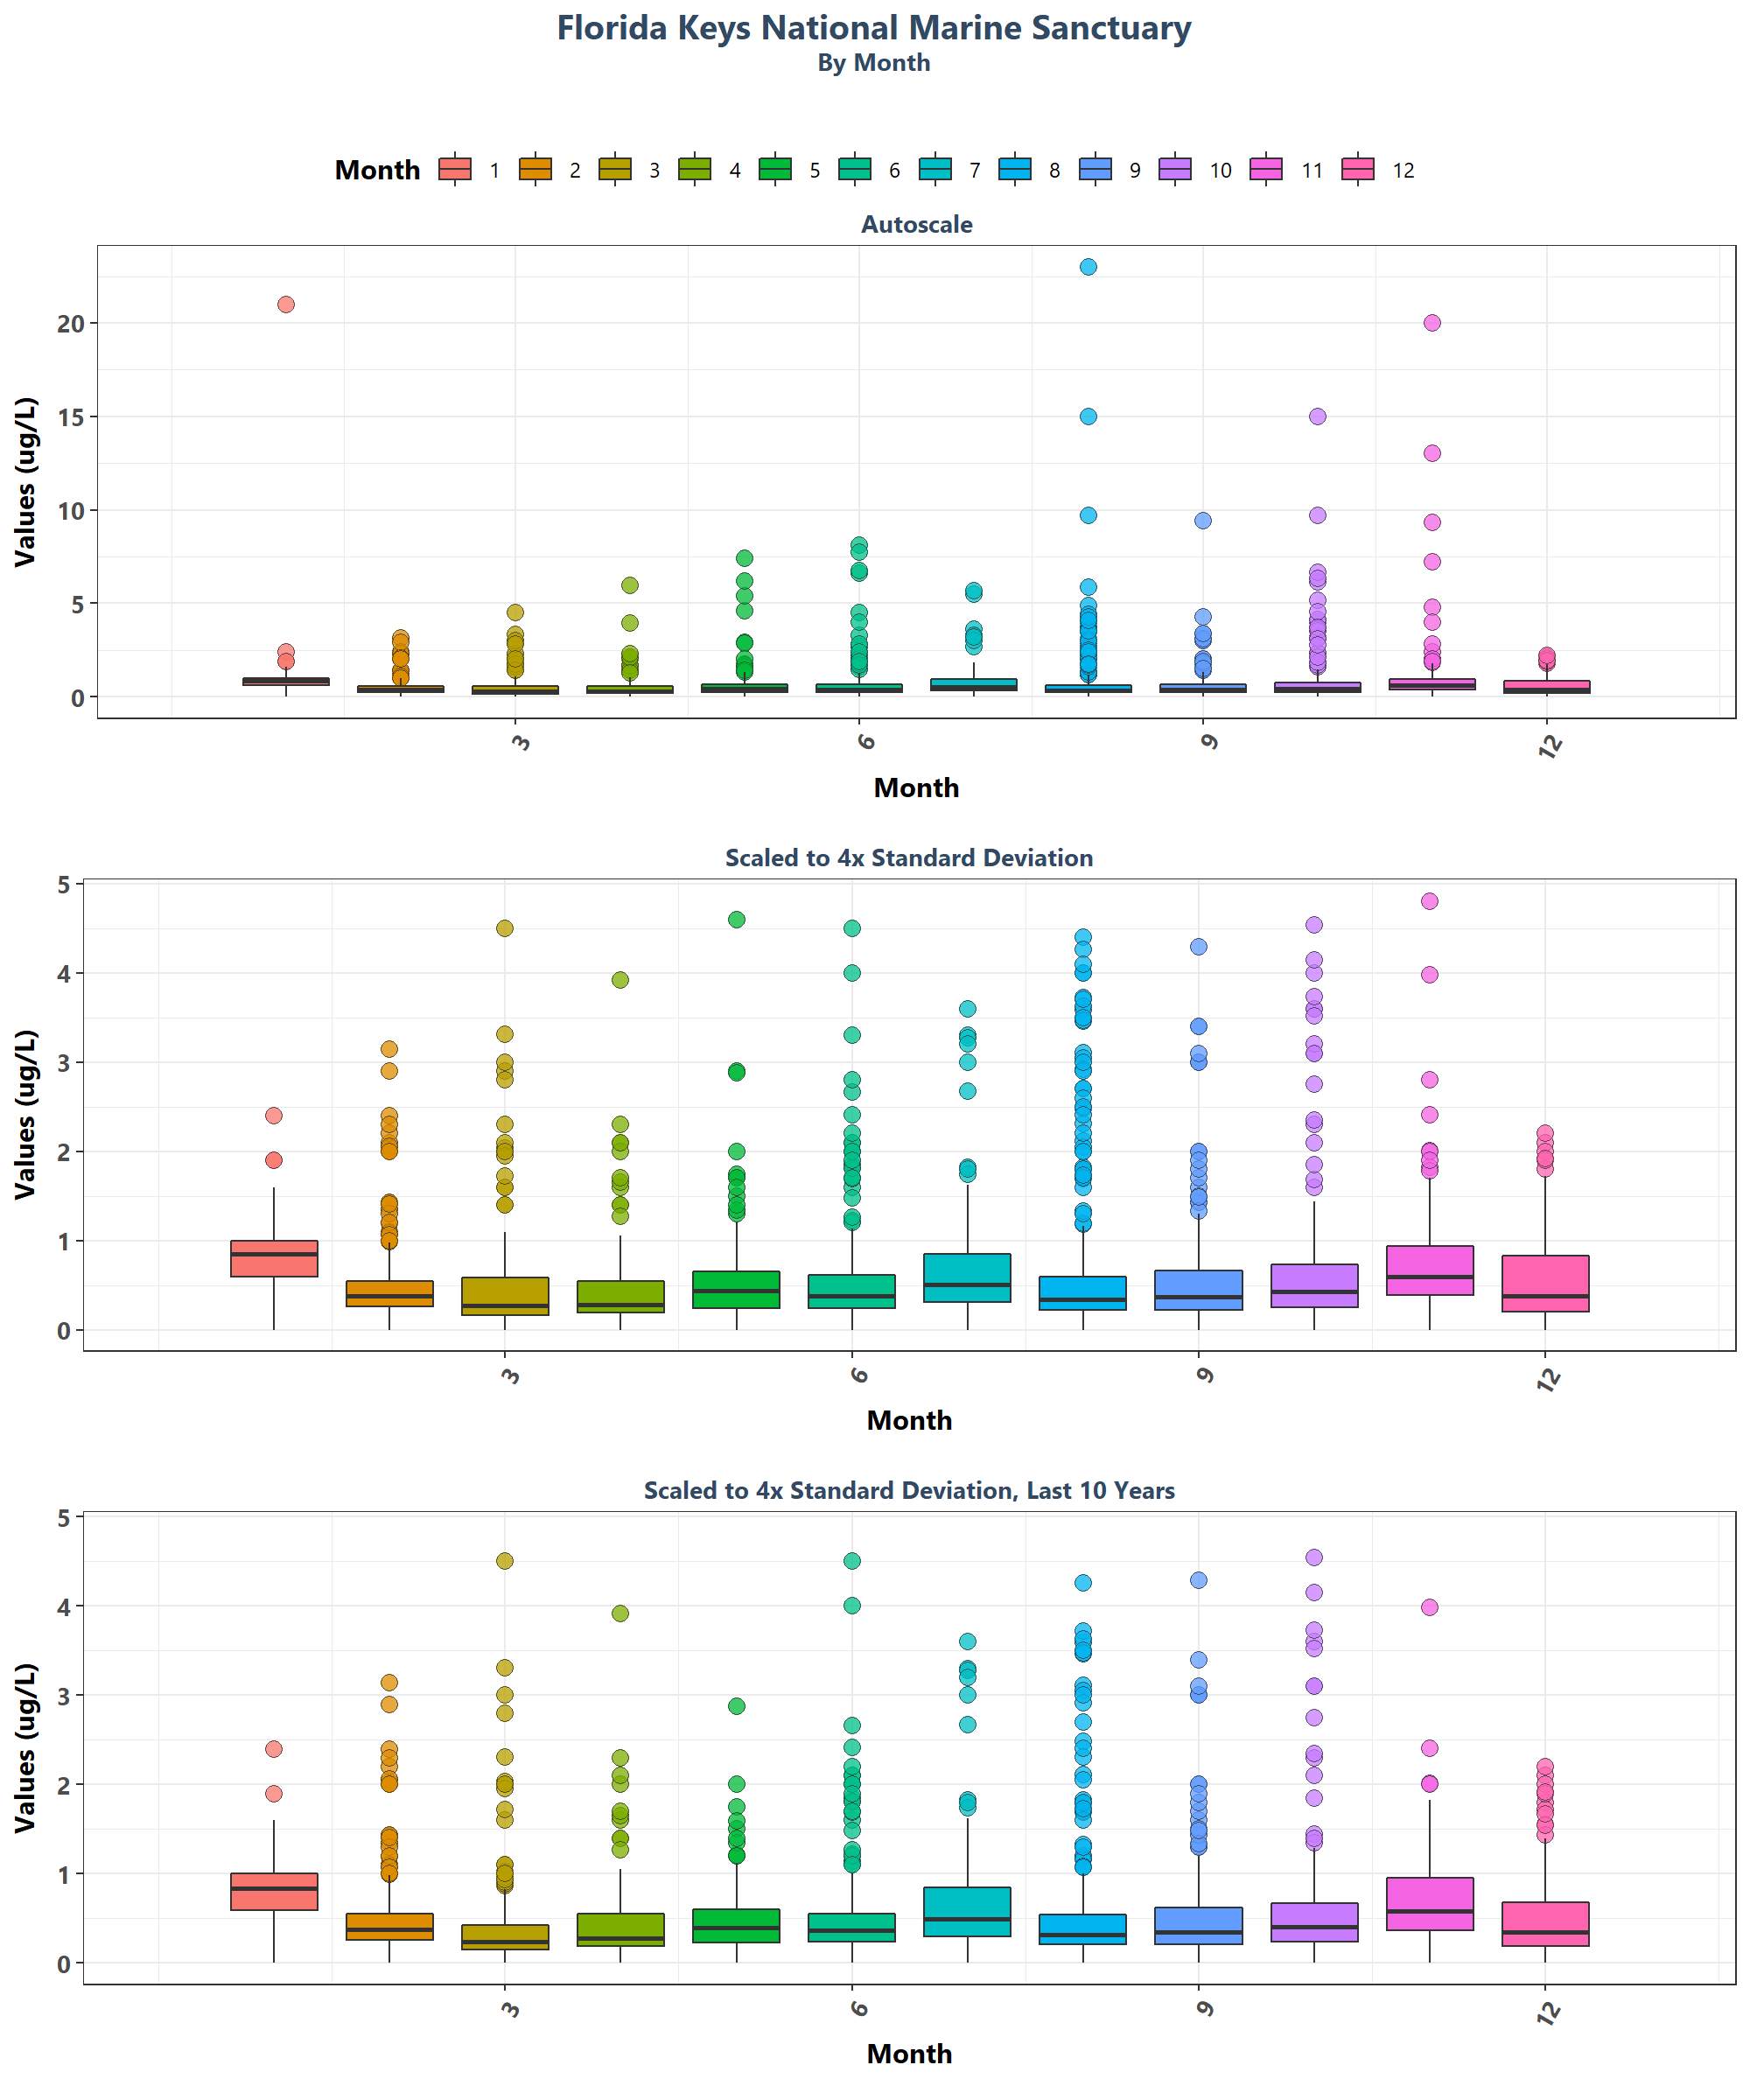 Florida Keys National Marine Sanctuary
By Month
Month 1 2 3 4 5 6 7 8 9 10 11 12
Autoscale
Values (ug/L)
20
15
10
5
0
3 6 9 12
Month
Scaled to 4x Standard Deviation
Values (ug/L)
5
4
3
2
1
0
3 6 9 12
Month
Scaled to 4x Standard Deviation, Last 10 Years
Values (ug/L)
5
4
3
2
1
0
3 6 9 12
Month